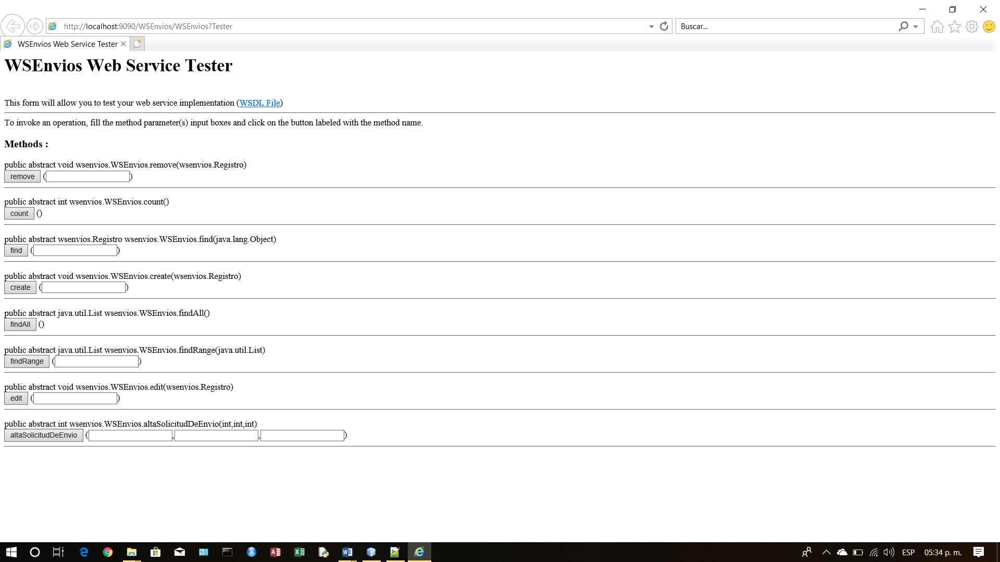 http://localhost:9090/WSEnvios/WSEnvios?Tester
Buscar...
WSEnvios Web Service Tester
WSEnvios Web Service Tester
This form will allow you to test your web service implementation (WSDL File)
To invoke an operation, fill the method parameter(s) input boxes and click on the button labeled with the method name.
Methods :
public abstract void wsenvios.WSEnvios.remove(wsenvios.Registro)
remove ( )
public abstract int wsenvios.WSEnvios.count()
count ()
public abstract wsenvios.Registro wsenvios.WSEnvios.find(java.lang.Object)
find ( )
public abstract void wsenvios.WSEnvios.create(wsenvios.Registro)
create ( )
public abstract java.util.List wsenvios.WSEnvios.findAll()
findAll ()
public abstract java.util.List wsenvios.WSEnvios.findRange(java.util.List)
findRange ( )
public abstract void wsenvios.WSEnvios.edit(wsenvios.Registro)
edit ( )
public abstract int wsenvios.WSEnvios.altaSolicitudDeEnvio(int,int,int)
altaSolicitudDeEnvio ( , , )
ESP 05:34 p. m.